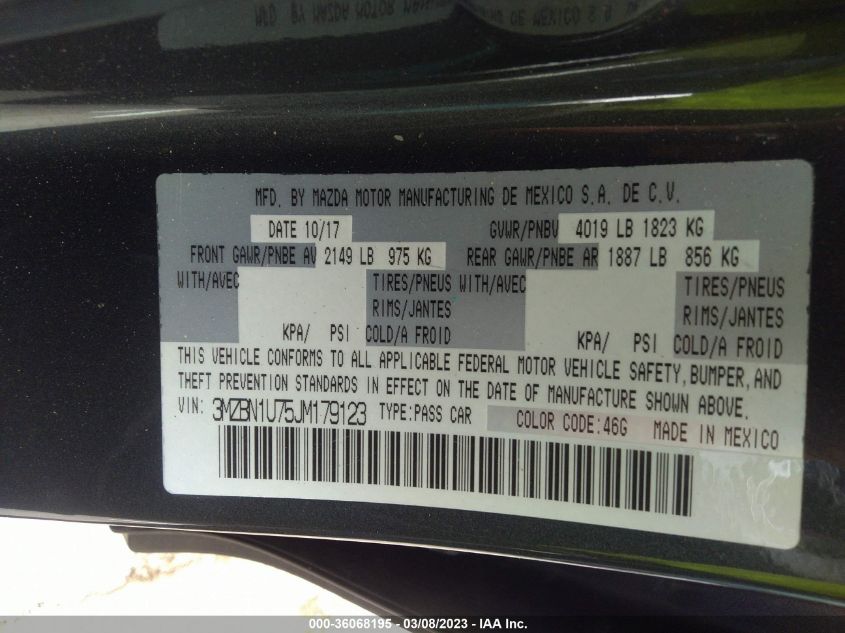 MFD. BY MAZDA MOTOR MANUFACTURING DE MEXICO S.A. DE C.V.
DATE 10/17 GVWR/PNBV 4019 LB 1823 KG
FRONT GAWR/PNBE AV 2149 LB 975 KG REAR GAWR/PNBE AR 1887 LB 856 KG
WITH/AVEC TIRES/PNEUS WITH/AVEC TIRES/PNEUS
RIMS/JANTES RIMS/JANTES
KPA/ PSI COLD/A FROID KPA/ PSI COLD/A FROID
THIS VEHICLE CONFORMS TO ALL APPLICABLE FEDERAL MOTOR VEHICLE SAFETY, BUMPER, AND
THEFT PREVENTION STANDARDS IN EFFECT ON THE DATE OF MANUFACTURE SHOWN ABOVE.
VIN: 3MZBN1U75JM179123 TYPE: PASS CAR COLOR CODE: 46G MADE IN MEXICO
000-36068195 - 03/08/2023 - IAA Inc.